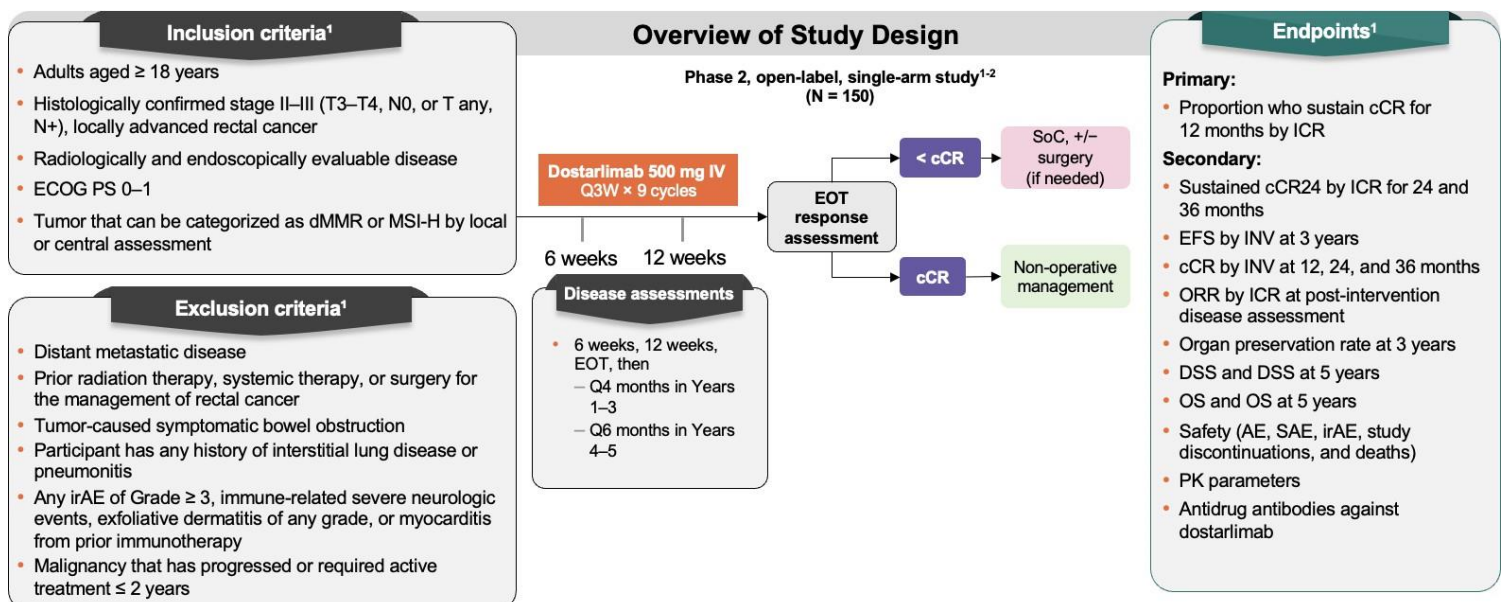 Inclusion criteria¹
• Adults aged ≥ 18 years
• Histologically confirmed stage II–III (T3–T4, N0, or T any,
N+), locally advanced rectal cancer
• Radiologically and endoscopically evaluable disease
• ECOG PS 0–1
• Tumor that can be categorized as dMMR or MSI-H by local
or central assessment
Exclusion criteria¹
• Distant metastatic disease
• Prior radiation therapy, systemic therapy, or surgery for
the management of rectal cancer
• Tumor-caused symptomatic bowel obstruction
• Participant has any history of interstitial lung disease or
pneumonitis
• Any irAE of Grade ≥ 3, immune-related severe neurologic
events, exfoliative dermatitis of any grade, or myocarditis
from prior immunotherapy
• Malignancy that has progressed or required active
treatment ≤ 2 years
Overview of Study Design
Phase 2, open-label, single-arm study¹⁻²
(N = 150)
Dostarlimab 500 mg IV
Q3W × 9 cycles
6 weeks 12 weeks
Disease assessments
• 6 weeks, 12 weeks,
EOT, then
– Q4 months in Years
1–3
– Q6 months in Years
4–5
EOT
response
assessment
< cCR
SoC, +/−
surgery
(if needed)
cCR
Non-operative
management
Endpoints¹
Primary:
• Proportion who sustain cCR for
12 months by ICR
Secondary:
• Sustained cCR24 by ICR for 24 and
36 months
• EFS by INV at 3 years
• cCR by INV at 12, 24, and 36 months
• ORR by ICR at post-intervention
disease assessment
• Organ preservation rate at 3 years
• DSS and DSS at 5 years
• OS and OS at 5 years
• Safety (AE, SAE, irAE, study
discontinuations, and deaths)
• PK parameters
• Antidrug antibodies against
dostarlimab